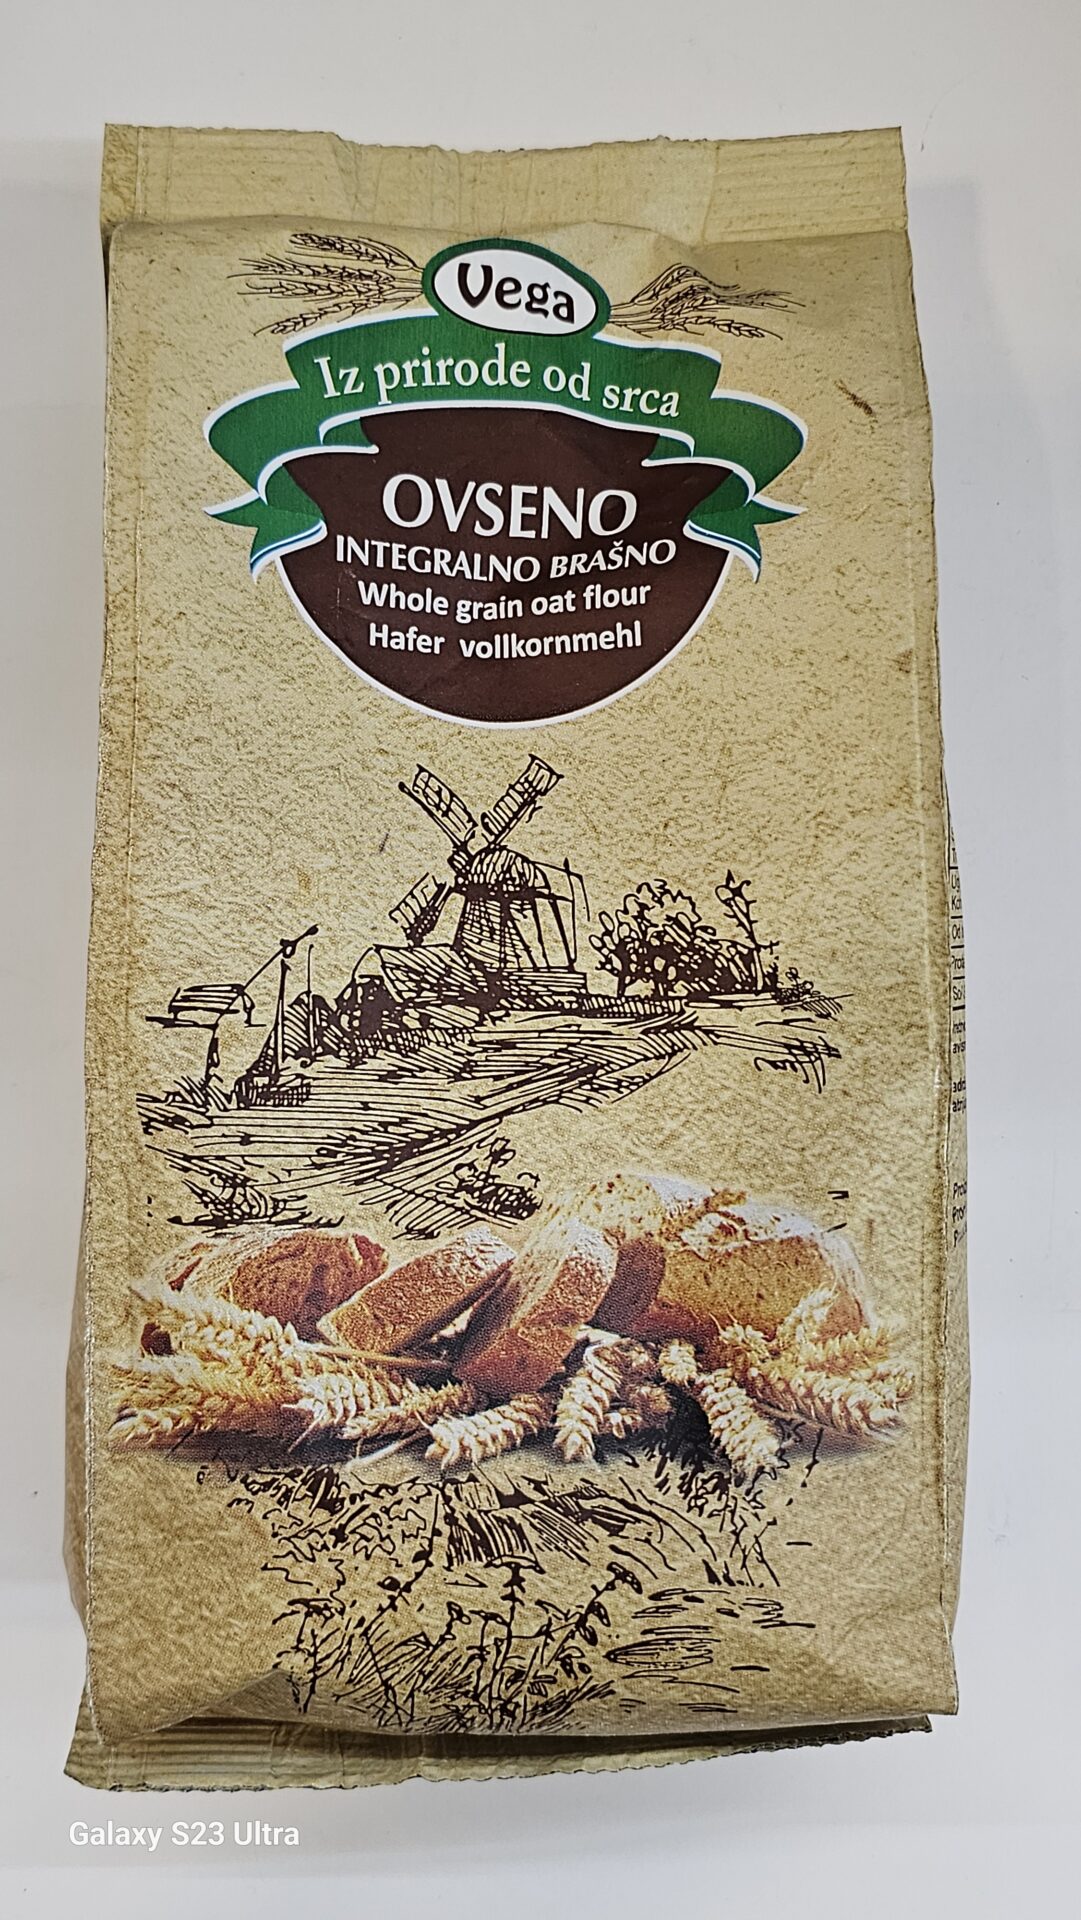 Vega
Iz prirode od srca
OVSENO
INTEGRALNO BRAŠNO
Whole grain oat flour
Hafer vollkornmehl
Galaxy S23 Ultra